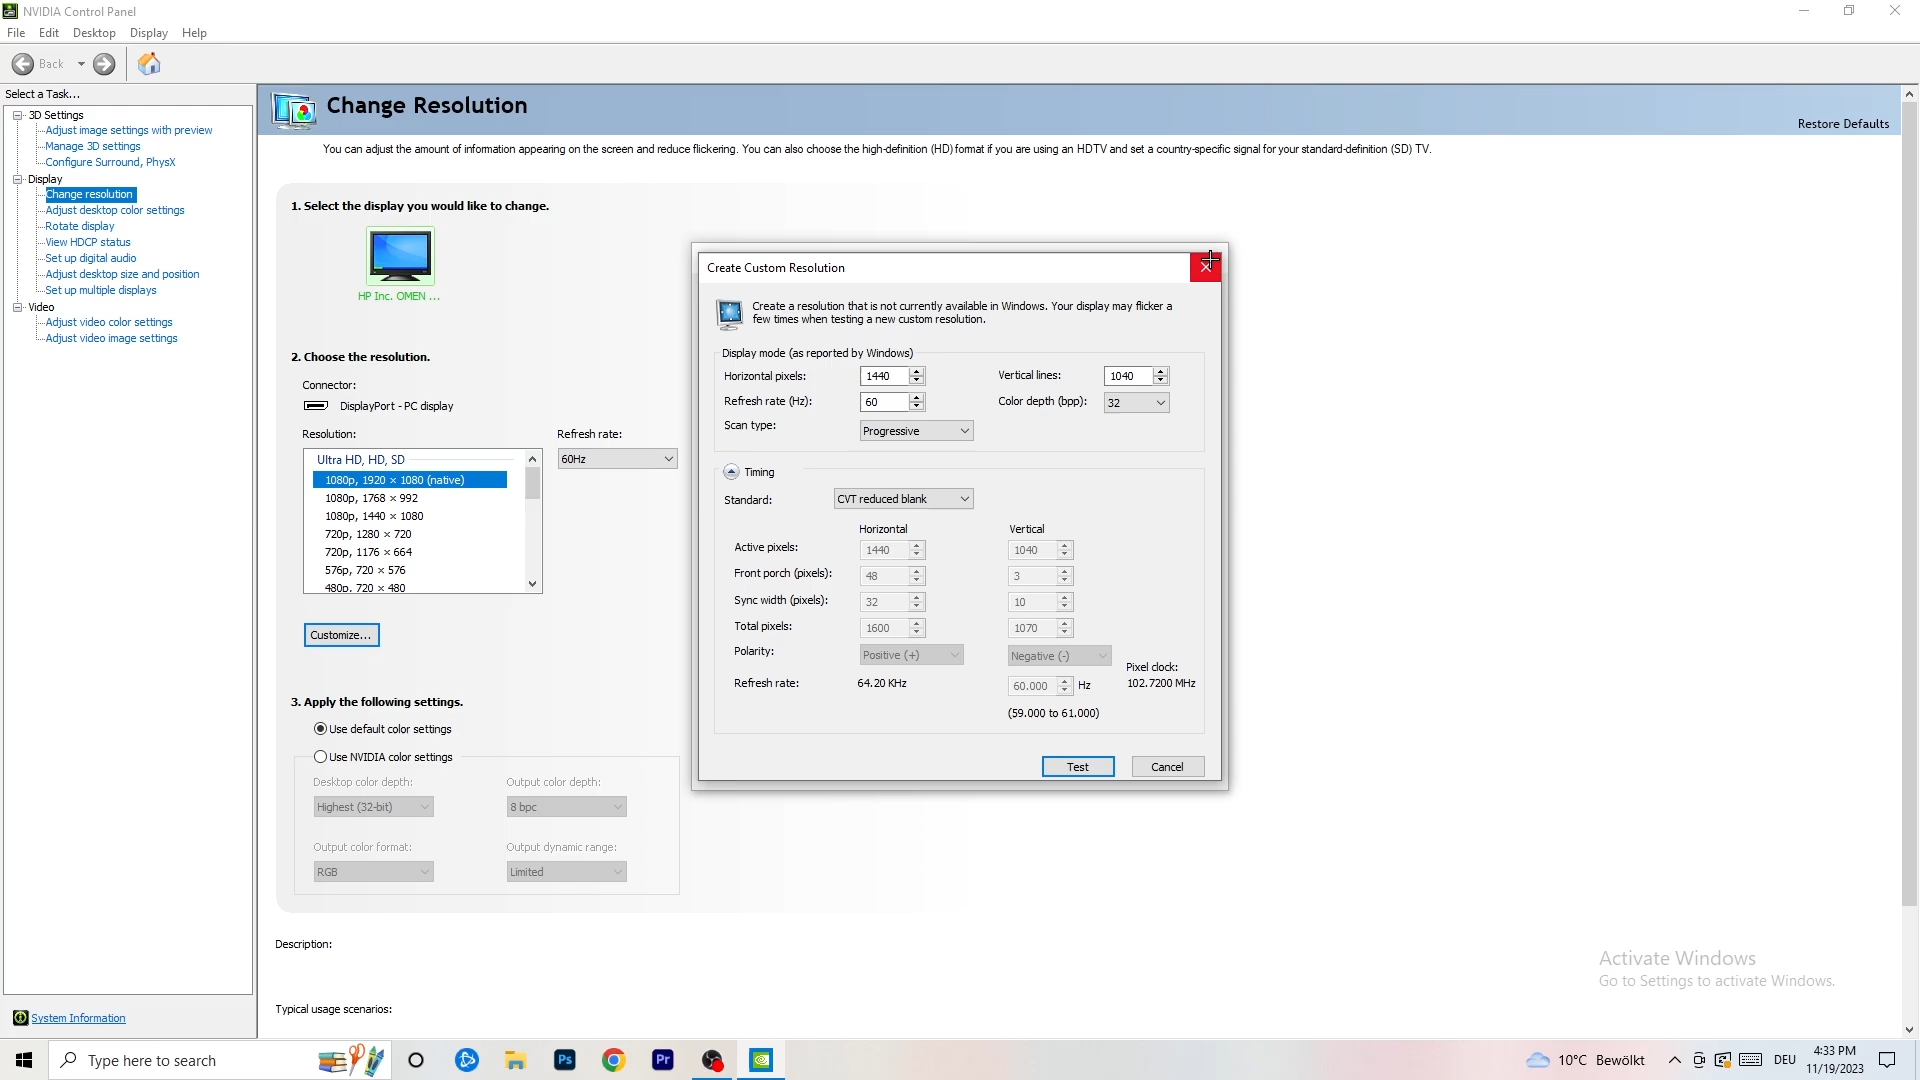 NVIDIA Control Panel
File Edit Desktop Display Help
Back
Select a Task...
3D Settings
Adjust image settings with preview
Manage 3D settings
Configure Surround, PhysX
Display
Change resolution
Adjust desktop color settings
Rotate display
View HDCP status
Set up digital audio
Adjust desktop size and position
Set up multiple displays
Video
Adjust video color settings
Adjust video image settings
System Information
Change Resolution
Restore Defaults
You can adjust the amount of information appearing on the screen and reduce flickering. You can also choose the high-definition (HD) format if you are using an HDTV and set a country-specific signal for your standard-definition (SD) TV.
1. Select the display you would like to change.
HP Inc. OMEN ...
2. Choose the resolution.
Connector:
DisplayPort - PC display
Resolution:
Refresh rate:
Ultra HD, HD, SD
60Hz
1080p, 1920 × 1080 (native)
1080p, 1768 × 992
1080p, 1440 × 1080
720p, 1280 × 720
720p, 1176 × 664
576p, 720 × 576
480p, 720 × 480
Customize...
3. Apply the following settings.
Use default color settings
Use NVIDIA color settings
Desktop color depth: Output color depth:
Highest (32-bit) 8 bpc
Output color format: Output dynamic range:
RGB Limited
Description:
Typical usage scenarios:
Create Custom Resolution
Create a resolution that is not currently available in Windows. Your display may flicker a
few times when testing a new custom resolution.
Display mode (as reported by Windows)
Horizontal pixels: 1440 Vertical lines: 1040
Refresh rate (Hz): 60 Color depth (bpp): 32
Scan type: Progressive
Timing
Standard: CVT reduced blank
Horizontal Vertical
Active pixels: 1440 1040
Front porch (pixels): 48 3
Sync width (pixels): 32 10
Total pixels: 1600 1070
Polarity: Positive (+) Negative (-)
Pixel clock:
Refresh rate: 64.20 KHz 60.000 Hz 102.7200 MHz
(59.000 to 61.000)
Test Cancel
Activate Windows
Go to Settings to activate Windows.
Type here to search
Ps
Pr
10°C Bewölkt
DEU
4:33 PM
11/19/2023